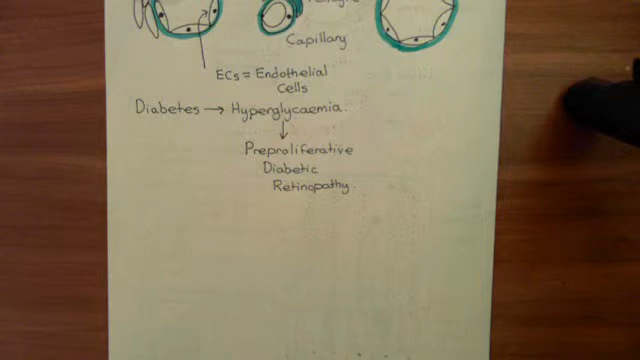 Capillary
ECs = Endothelial
Cells
Diabetes → Hyperglycaemia.
↓
Preproliferative
Diabetic
Retinopathy.